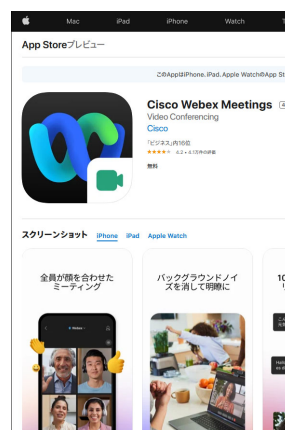 Mac iPad iPhone Watch
App Storeプレビュー
このAppはiPhone、iPad、Apple WatchのApp St
Cisco Webex Meetings
Video Conferencing
Cisco
「ビジネス」内16位
★★★★★ 4.2 • 4.1万件の評価
無料
スクリーンショット iPhone iPad Apple Watch
全員が顔を合わせた
ミーティング
バックグラウンドノイ
ズを消して明瞭に
10